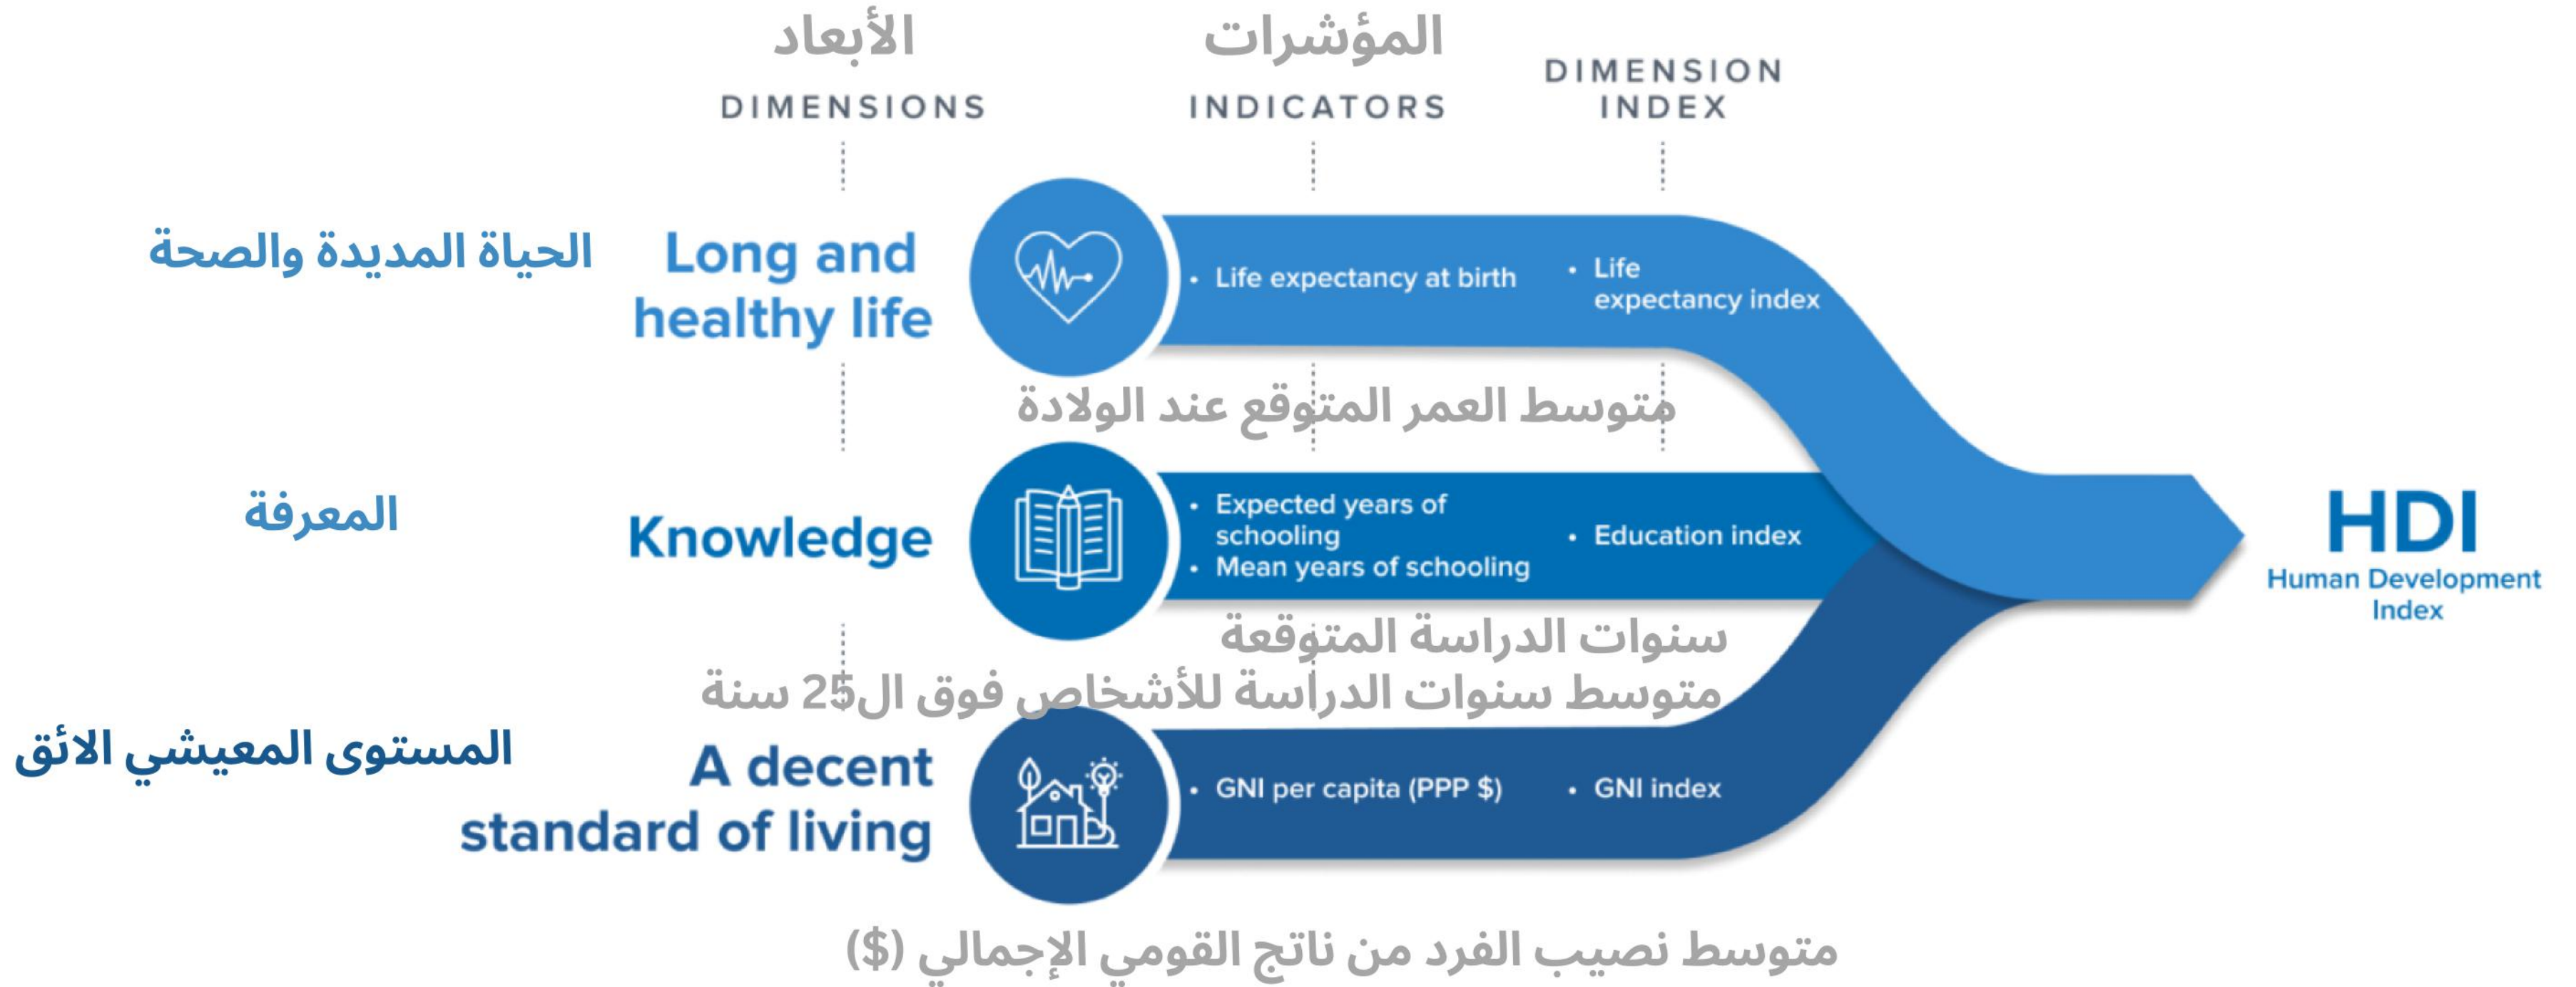 الأبعاد
المؤشرات
DIMENSIONS
INDICATORS
DIMENSION
INDEX
الحياة المديدة والصحة
Long and
healthy life
• Life expectancy at birth
• Life
expectancy index
متوسط العمر المتوقع عند الولادة
المعرفة
Knowledge
• Expected years of
schooling
• Mean years of schooling
• Education index
سنوات الدراسة المتوقعة
متوسط سنوات الدراسة للأشخاص فوق ال25 سنة
المستوى المعيشي الائق
A decent
standard of living
• GNI per capita (PPP $)
• GNI index
متوسط نصيب الفرد من ناتج القومي الإجمالي ($)
HDI
Human Development
Index